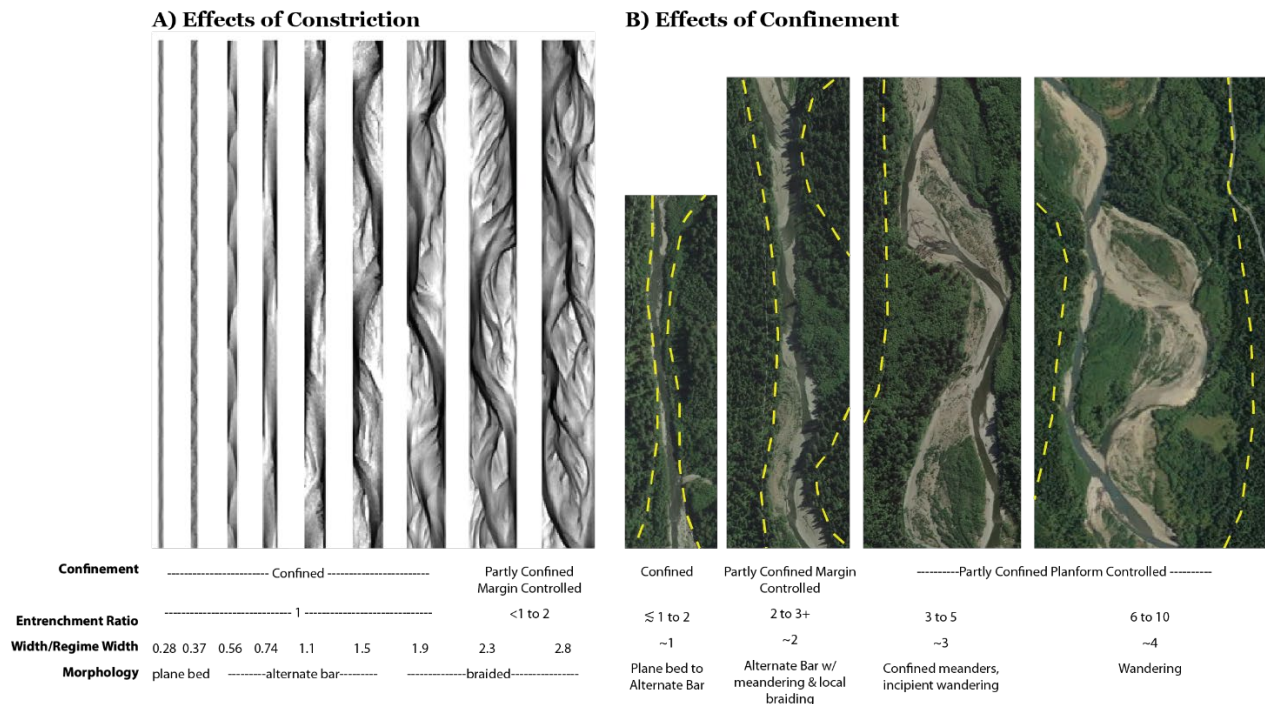 A) Effects of Constriction
B) Effects of Confinement
Confinement
------------------------ Confined ------------------------
Partly Confined
Margin Controlled
Confined
Partly Confined Margin
Controlled
----------Partly Confined Planform Controlled ----------
Entrenchment Ratio
----------------------------- 1 -----------------------------
<1 to 2
≲ 1 to 2
2 to 3+
3 to 5
6 to 10
Width/Regime Width
0.28 0.37 0.56 0.74 1.1 1.5 1.9 2.3 2.8
~1
~2
~3
~4
Morphology
plane bed
---------alternate bar---------
--------------braided----------------
Plane bed to
Alternate Bar
Alternate Bar w/
meandering & local
braiding
Confined meanders,
incipient wandering
Wandering